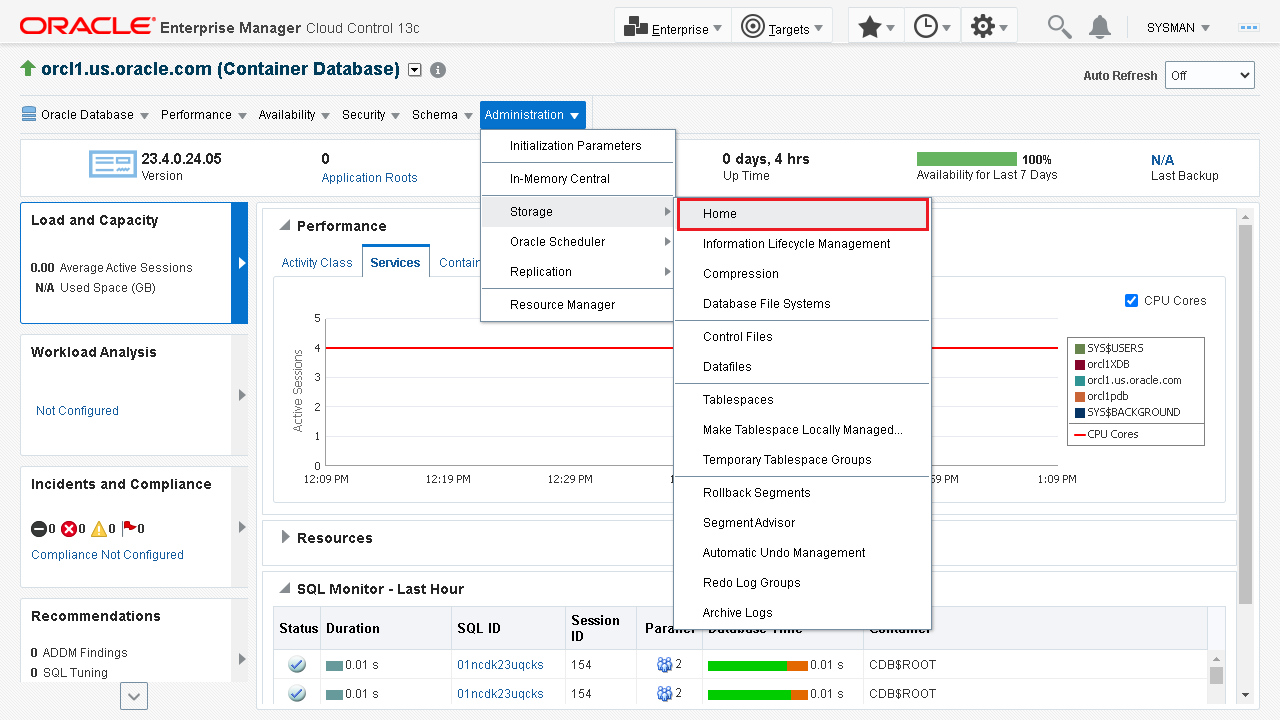 ORACLE Enterprise Manager Cloud Control 13c
Enterprise Targets SYSMAN
orcl1.us.oracle.com (Container Database)
Auto Refresh Off
Oracle Database Performance Availability Security Schema Administration
Initialization Parameters
In-Memory Central
Storage
Oracle Scheduler
Replication
Resource Manager
Home
Information Lifecycle Management
Compression
Database File Systems
Control Files
Datafiles
Tablespaces
Make Tablespace Locally Managed...
Temporary Tablespace Groups
Rollback Segments
Segment Advisor
Automatic Undo Management
Redo Log Groups
Archive Logs
23.4.0.24.05
Version
0
Application Roots
0 days, 4 hrs
Up Time
100%
Availability for Last 7 Days
N/A
Last Backup
Load and Capacity
0.00 Average Active Sessions
N/A Used Space (GB)
Workload Analysis
Not Configured
Incidents and Compliance
0 0 0 0
Compliance Not Configured
Recommendations
0 ADDM Findings
0 SQL Tuning
Performance
Activity Class Services
CPU Cores
Active Sessions
5
4
3
2
1
0
12:09 PM 12:19 PM 12:29 PM 1:09 PM
SYS$USERS
orcl1XDB
orcl1.us.oracle.com
orcl1pdb
SYS$BACKGROUND
CPU Cores
Resources
SQL Monitor - Last Hour
Status Duration SQL ID Session ID
0.01 s 01ncdk23uqcks 154 2 0.01 s CDB$ROOT
0.01 s 01ncdk23uqcks 154 2 0.01 s CDB$ROOT